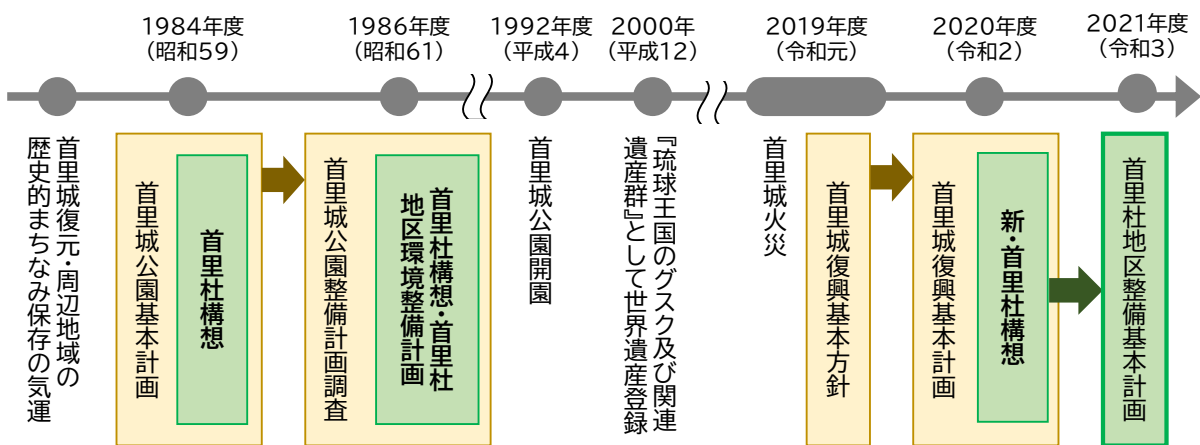 1984年度
(昭和59)
1986年度
(昭和61)
1992年度
(平成4)
2000年
(平成12)
2019年度
(令和元)
2020年度
(令和2)
2021年度
(令和3)
首里城復元・周辺地域の
歴史的まちなみ保存の気運
首里城公園基本計画
首里杜構想
首里城公園整備計画調査
首里杜構想・首里杜
地区環境整備計画
首里城公園開園
『琉球王国のグスク及び関連
遺産群』として世界遺産登録
首里城火災
首里城復興基本方針
首里城復興基本計画
新・首里杜構想
首里杜地区整備基本計画